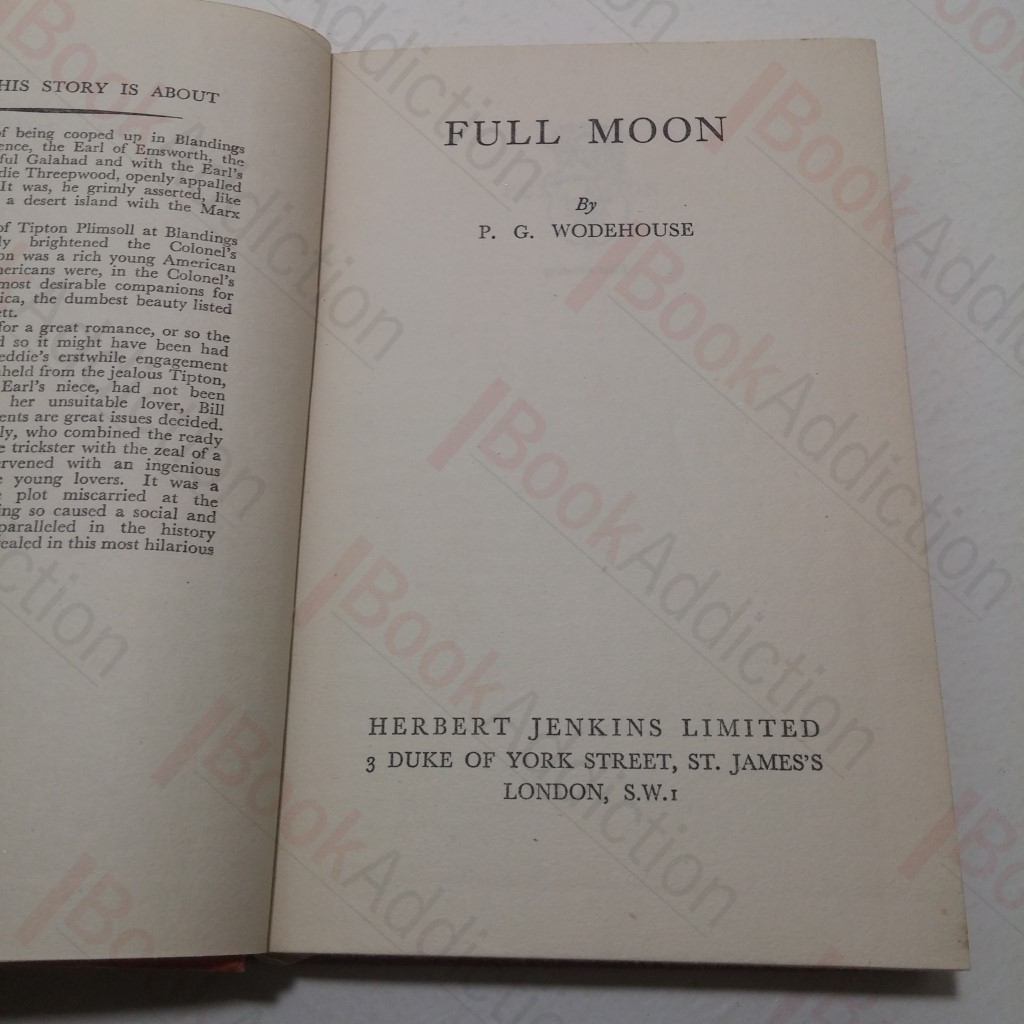 HIS STORY IS ABOUT
of being cooped up in Blandings
ence, the Earl of Emsworth, the
ful Galahad and with the Earl's
die Threepwood, openly appalled
It was, he grimly asserted, like
a desert island with the Marx
of Tipton Plimsoll at Blandings
ly brightened the Colonel's
on was a rich young American
mericans were, in the Colonel's
most desirable companions for
ica, the dumbest beauty listed
ett.
for a great romance, or so the
d so it might have been had
eddie's erstwhile engagement
held from the jealous Tipton,
Earl's niece, had not been
her unsuitable lover, Bill
ents are great issues decided.
ly, who combined the ready
e trickster with the zeal of a
rvened with an ingenious
e young lovers. It was a
e plot miscarried at the
ing so caused a social and
paralleled in the history
ealed in this most hilarious
FULL MOON
By
P. G. WODEHOUSE
HERBERT JENKINS LIMITED
3 DUKE OF YORK STREET, ST. JAMES'S
LONDON, S.W.1
BookAddiction